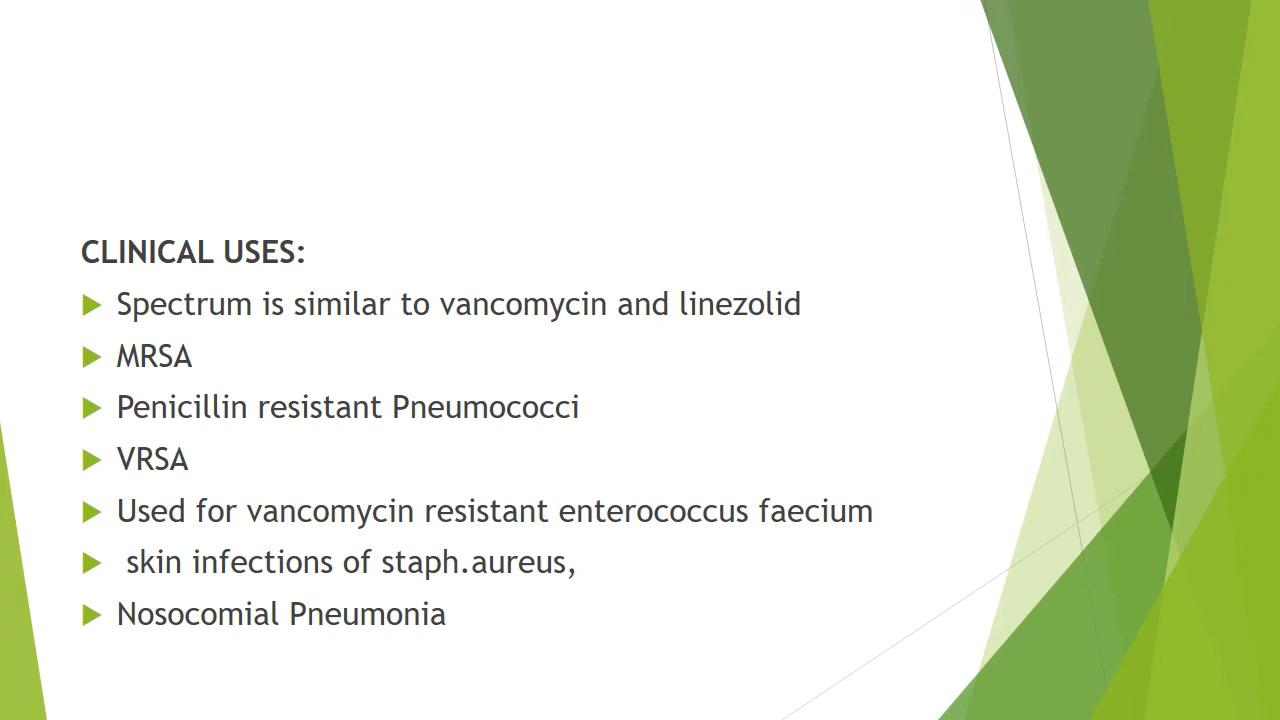 CLINICAL USES:
Spectrum is similar to vancomycin and linezolid
MRSA
Penicillin resistant Pneumococci
VRSA
Used for vancomycin resistant enterococcus faecium
skin infections of staph.aureus,
Nosocomial Pneumonia